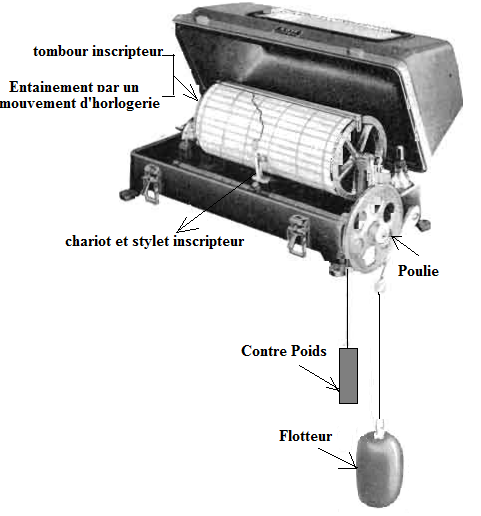 tombour inscripteur
Entainement par un
mouvement d'horlogerie
chariot et stylet inscripteur
Poulie
Contre Poids
Flotteur